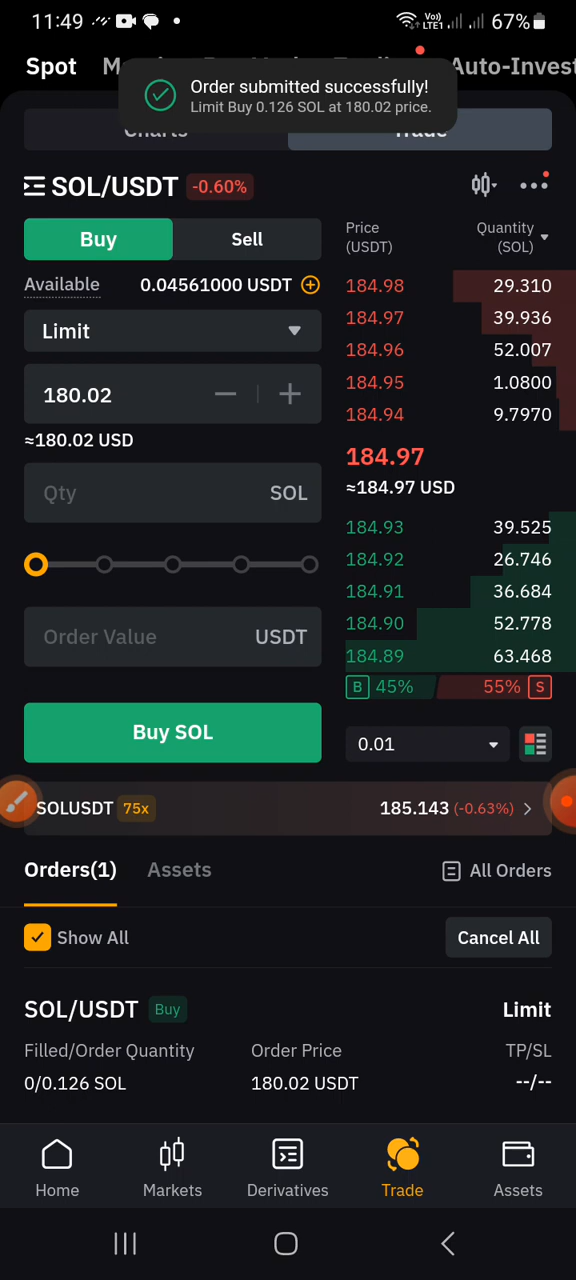 11:49
Vo)) LTE1 67%
Spot
Auto-Invest
Order submitted successfully!
Limit Buy 0.126 SOL at 180.02 price.
Charts Trade
SOL/USDT -0.60%
Buy Sell
Price (USDT) Quantity (SOL)
Available 0.04561000 USDT
184.98 29.310
Limit
184.97 39.936
184.96 52.007
180.02
184.95 1.0800
184.94 9.7970
≈180.02 USD
184.97
≈184.97 USD
Qty SOL
184.93 39.525
184.92 26.746
184.91 36.684
184.90 52.778
Order Value USDT
184.89 63.468
B 45% 55% S
Buy SOL
0.01
SOLUSDT 75x 185.143 (-0.63%)
Orders(1) Assets All Orders
Show All Cancel All
SOL/USDT Buy Limit
Filled/Order Quantity Order Price TP/SL
0/0.126 SOL 180.02 USDT --/--
Home Markets Derivatives Trade Assets